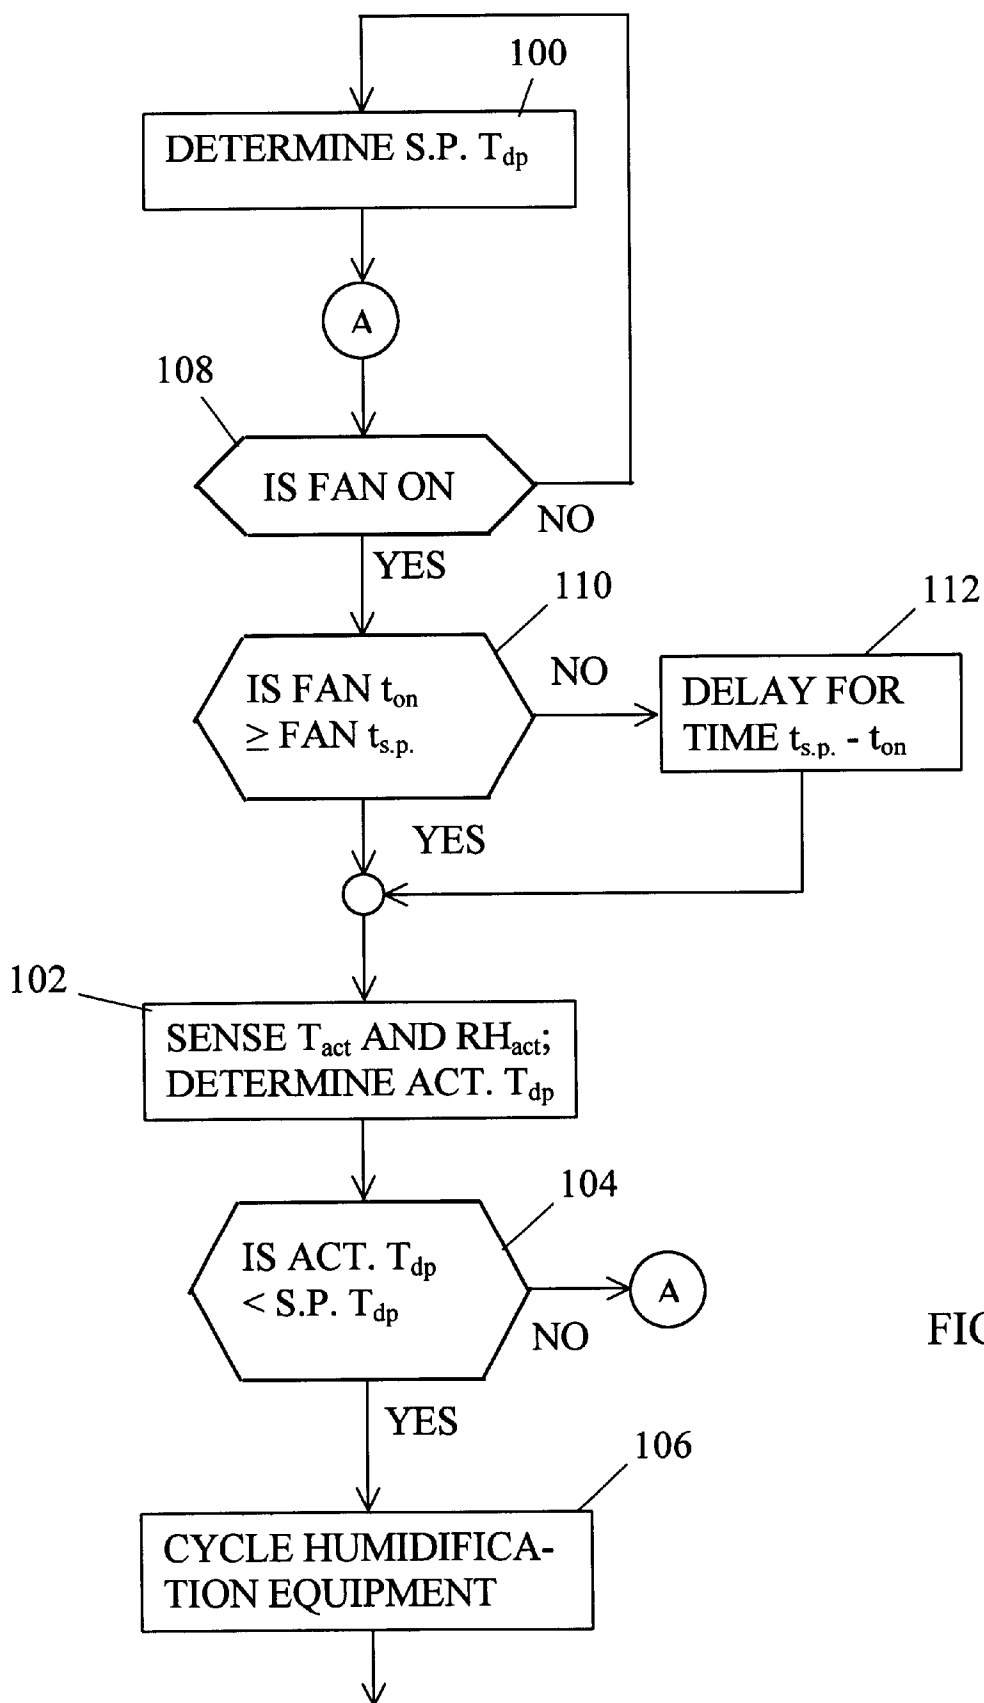 100
DETERMINE S.P. Tdp
A
108
IS FAN ON
NO
YES
110
IS FAN ton
≥ FAN ts.p.
NO
112
DELAY FOR
TIME ts.p. - ton
YES
102
SENSE Tact AND RHact;
DETERMINE ACT. Tdp
104
IS ACT. Tdp
< S.P. Tdp
A
NO
YES
106
CYCLE HUMIDIFICA-
TION EQUIPMENT